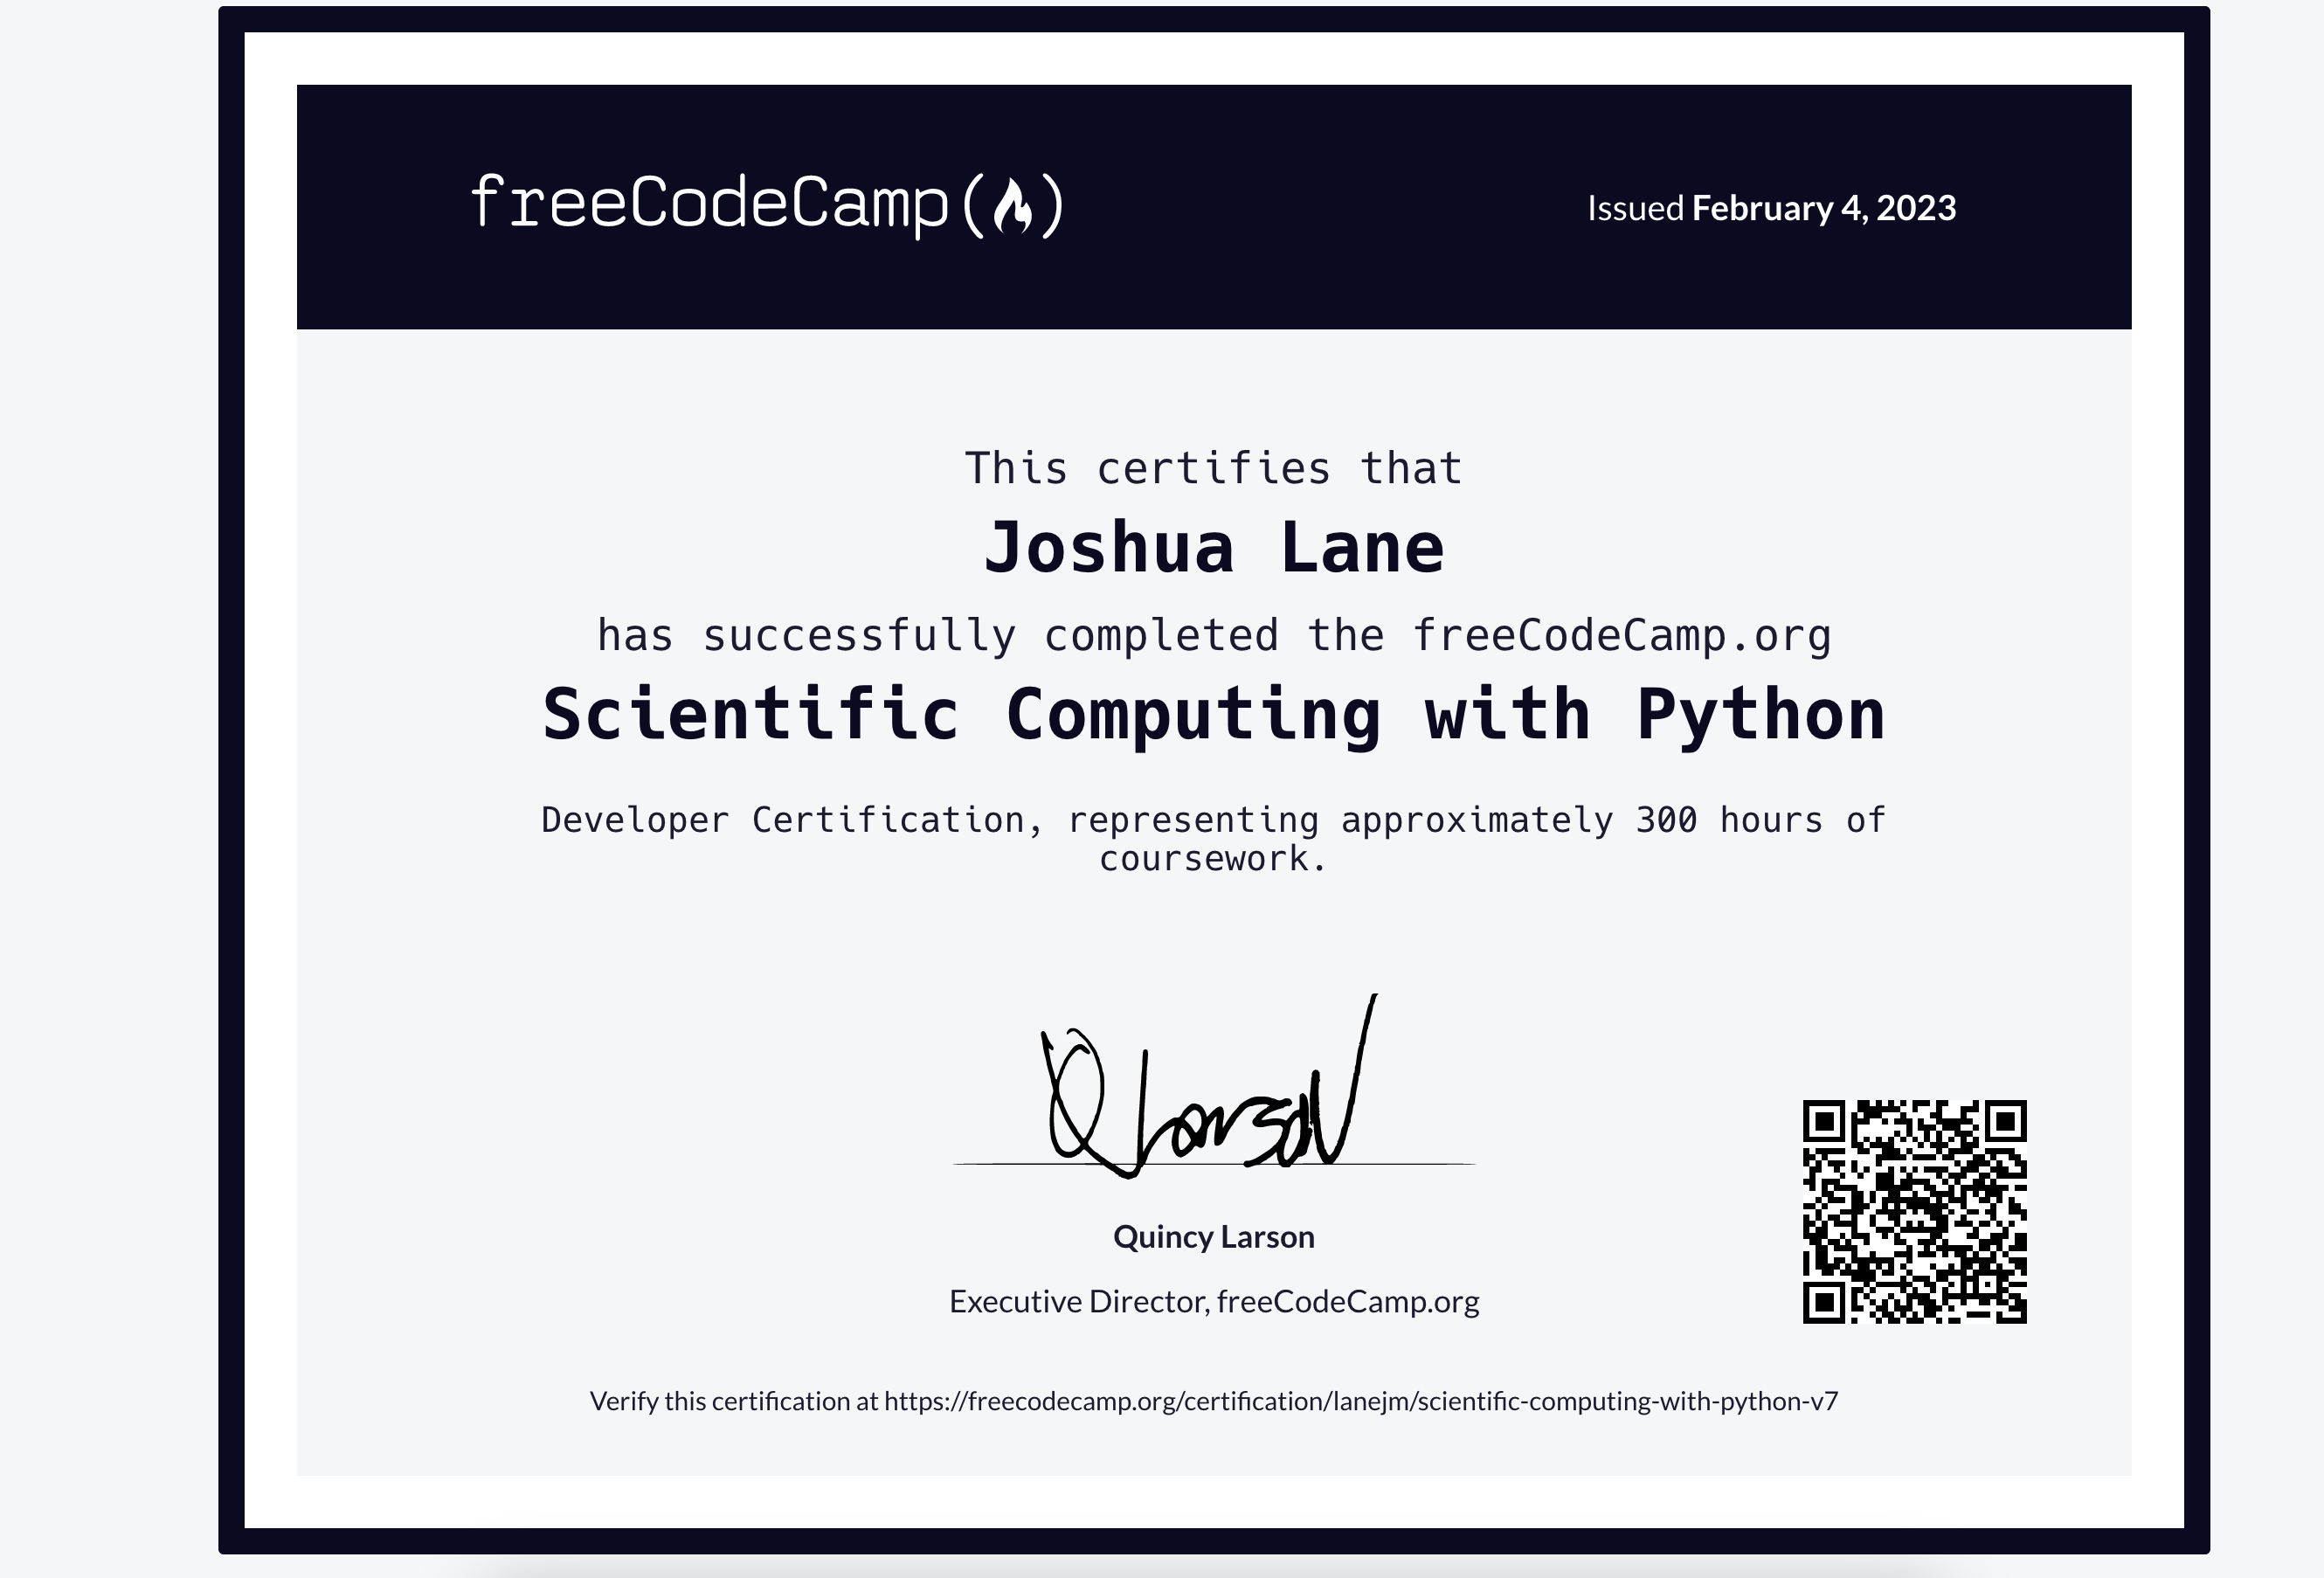 freeCodeCamp(🔥)
Issued February 4, 2023
This certifies that
Joshua Lane
has successfully completed the freeCodeCamp.org
Scientific Computing with Python
Developer Certification, representing approximately 300 hours of
coursework.
Quincy Larson
Executive Director, freeCodeCamp.org
Verify this certification at https://freecodecamp.org/certification/lanejm/scientific-computing-with-python-v7